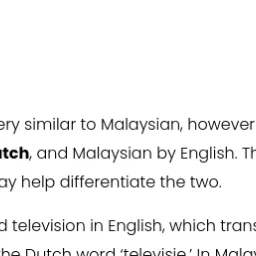 ery similar to Malaysian, however
utch, and Malaysian by English. Th
ay help differentiate the two.
d television in English, which trans
the Dutch word ‘televisie.’ In Malay